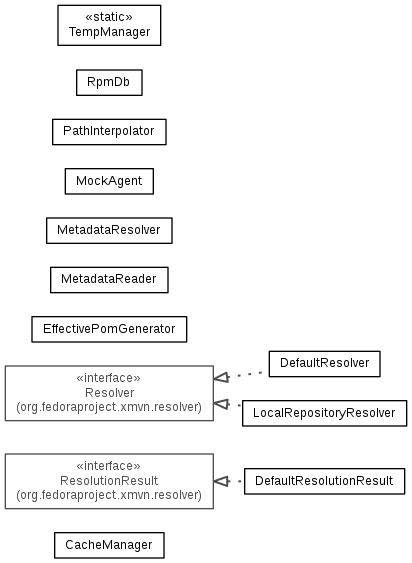 «static»
TempManager
RpmDb
PathInterpolator
MockAgent
MetadataResolver
MetadataReader
EffectivePomGenerator
«interface»
Resolver
(org.fedoraproject.xmvn.resolver)
DefaultResolver
LocalRepositoryResolver
«interface»
ResolutionResult
(org.fedoraproject.xmvn.resolver)
DefaultResolutionResult
CacheManager